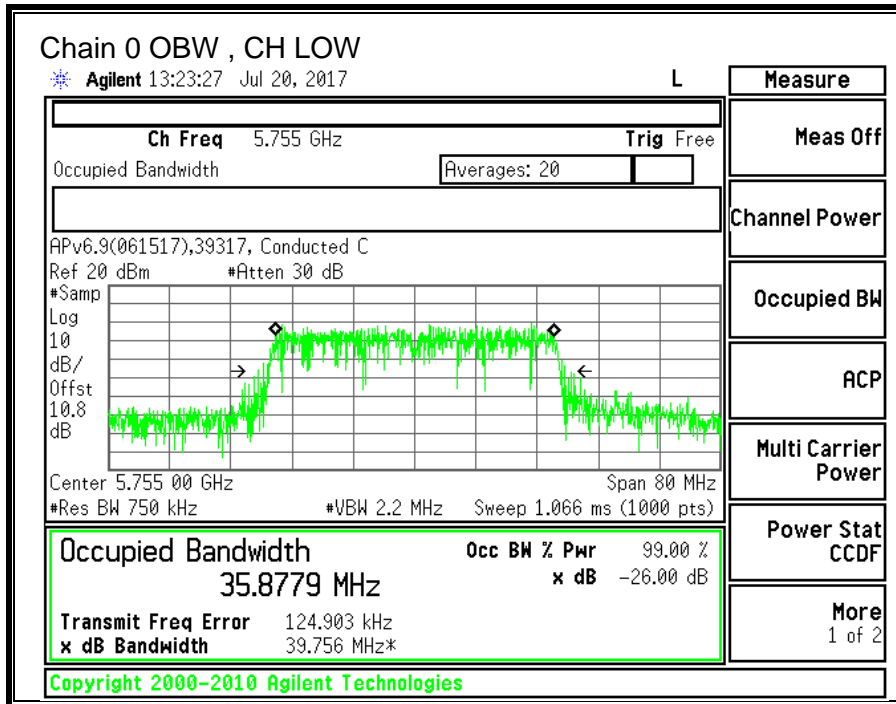 Chain 0 OBW , CH LOW
Agilent 13:23:27 Jul 20, 2017 L
Measure
Ch Freq 5.755 GHz Trig Free
Occupied Bandwidth Averages: 20
APv6.9(061517),39317, Conducted C
Ref 20 dBm #Atten 30 dB
#Samp
Log
10
dB/
Offst
10.8
dB
Center 5.755 00 GHz Span 80 MHz
#Res BW 750 kHz #VBW 2.2 MHz Sweep 1.066 ms (1000 pts)
Occupied Bandwidth Occ BW % Pwr 99.00 %
35.8779 MHz x dB -26.00 dB
Transmit Freq Error 124.903 kHz
x dB Bandwidth 39.756 MHz*
Copyright 2000-2010 Agilent Technologies
Meas Off
Channel Power
Occupied BW
ACP
Multi Carrier
Power
Power Stat
CCDF
More
1 of 2